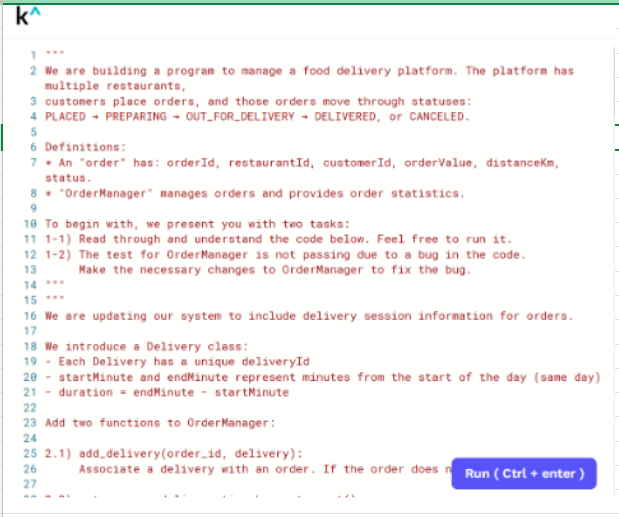 k^
1 """
2 We are building a program to manage a food delivery platform. The platform has
multiple restaurants,
3 customers place orders, and those orders move through statuses:
4 PLACED → PREPARING → OUT_FOR_DELIVERY → DELIVERED, or CANCELED.
5
6 Definitions:
7 * An "order" has: orderId, restaurantId, customerId, orderValue, distanceKm,
status.
8 * "OrderManager" manages orders and provides order statistics.
9
10 To begin with, we present you with two tasks:
11 1-1) Read through and understand the code below. Feel free to run it.
12 1-2) The test for OrderManager is not passing due to a bug in the code.
13 Make the necessary changes to OrderManager to fix the bug.
14 """
15 """
16 We are updating our system to include delivery session information for orders.
17
18 We introduce a Delivery class:
19 - Each Delivery has a unique deliveryId
20 - startMinute and endMinute represent minutes from the start of the day (same day)
21 - duration = endMinute - startMinute
22
23 Add two functions to OrderManager:
24
25 2.1) add_delivery(order_id, delivery):
26 Associate a delivery with an order. If the order does
Run ( Ctrl + enter )
27